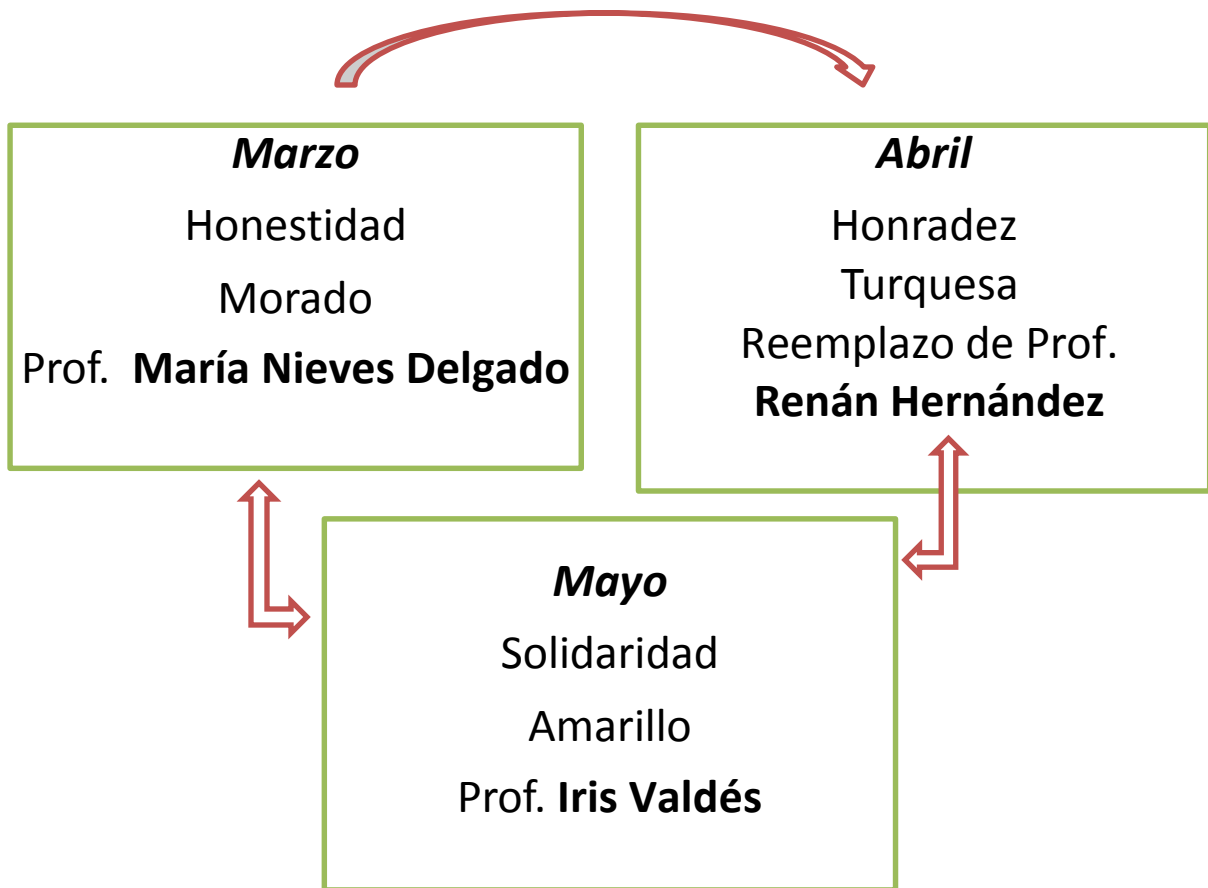 Marzo
Honestidad
Morado
Prof. María Nieves Delgado
Abril
Honradez
Turquesa
Reemplazo de Prof.
Renán Hernández
Mayo
Solidaridad
Amarillo
Prof. Iris Valdés